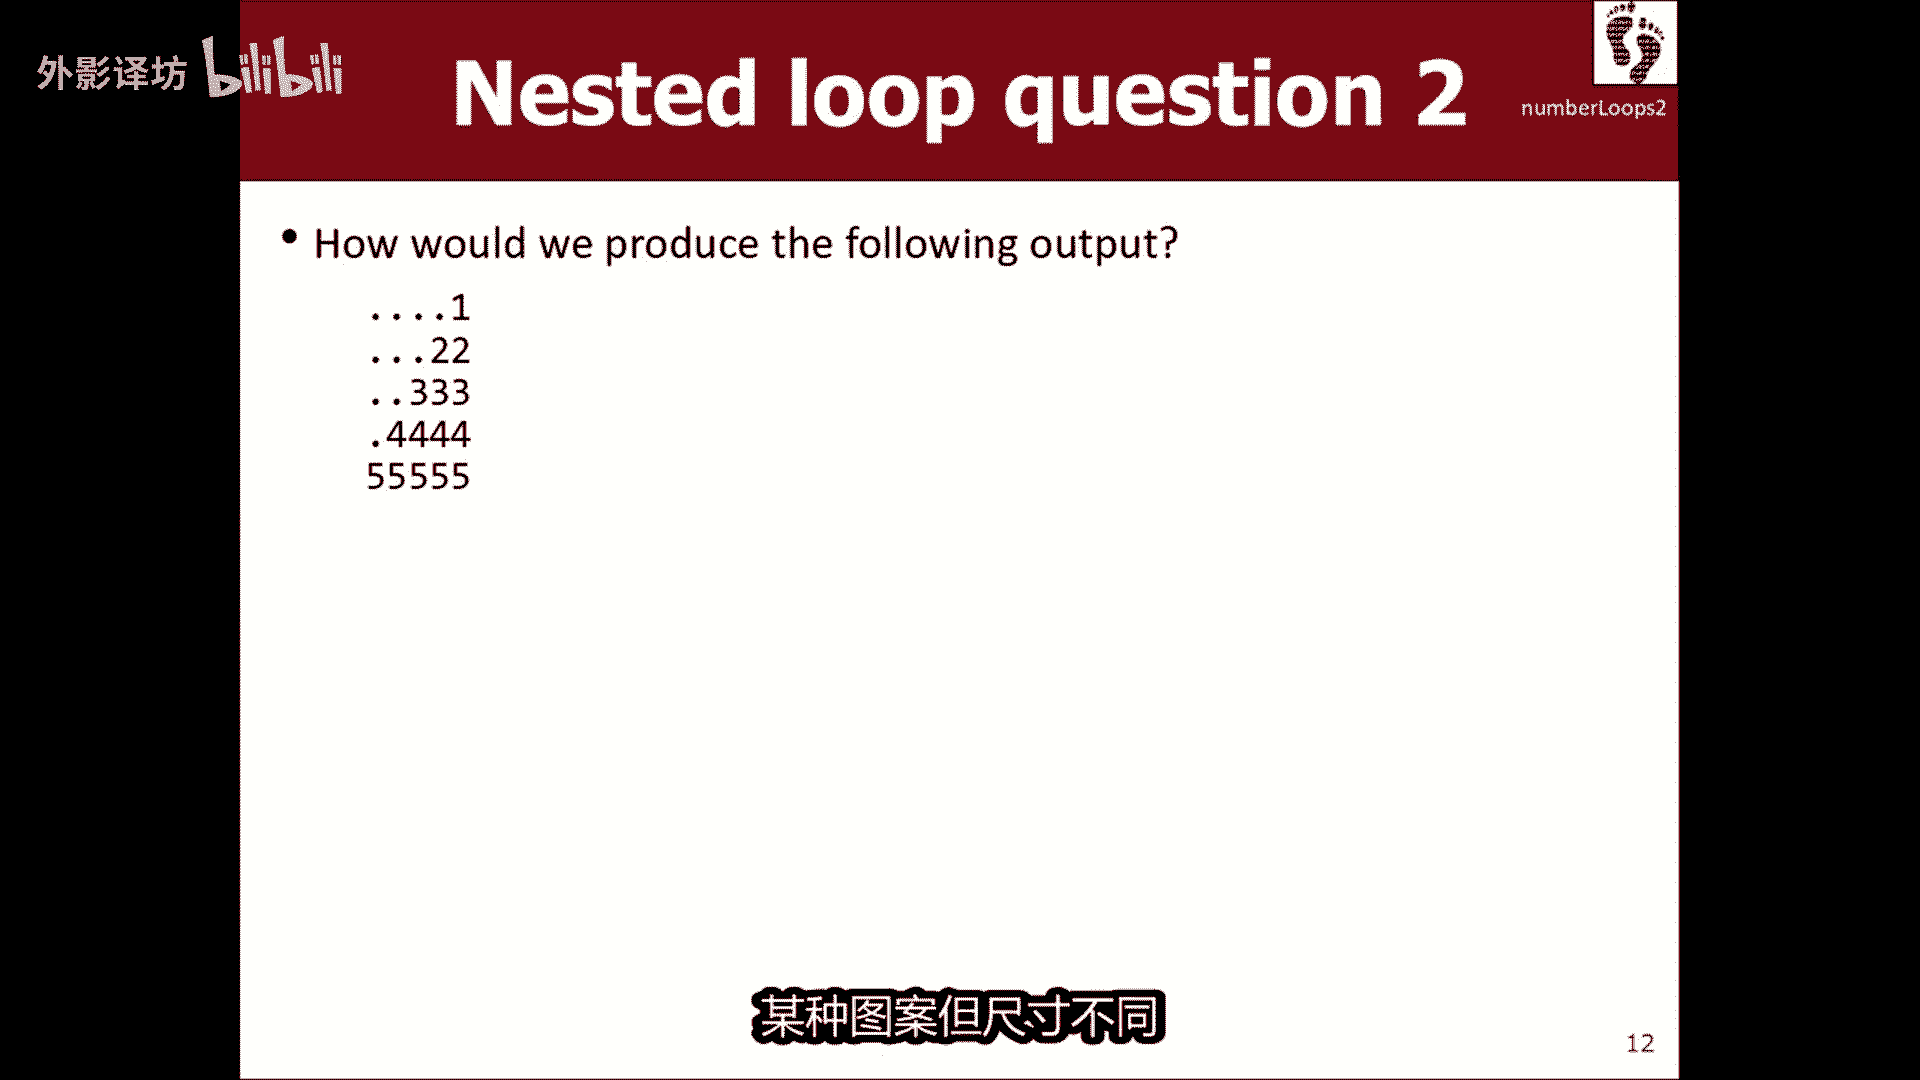 外影译坊 bilibili
Nested loop question 2
numberLoops2
• How would we produce the following output?
....1
...22
..333
.4444
55555
某种图案但尺寸不同
12